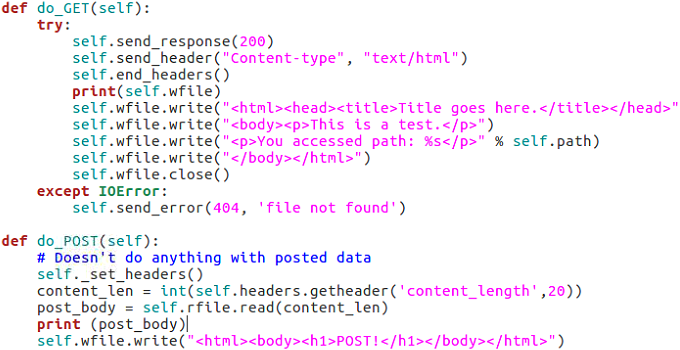 def do_GET(self):
    try:
        self.send_response(200)
        self.send_header("Content-type", "text/html")
        self.end_headers()
        print(self.wfile)
        self.wfile.write("<html><head><title>Title goes here.</title></head>"
        self.wfile.write("<body><p>This is a test.</p>")
        self.wfile.write("<p>You accessed path: %s</p>" % self.path)
        self.wfile.write("</body></html>")
        self.wfile.close()
    except IOError:
        self.send_error(404, 'file not found')

def do_POST(self):
    # Doesn't do anything with posted data
    self._set_headers()
    content_len = int(self.headers.getheader('content_length',20))
    post_body = self.rfile.read(content_len)
    print (post_body)
    self.wfile.write("<html><body><h1>POST!</h1></body></html>")